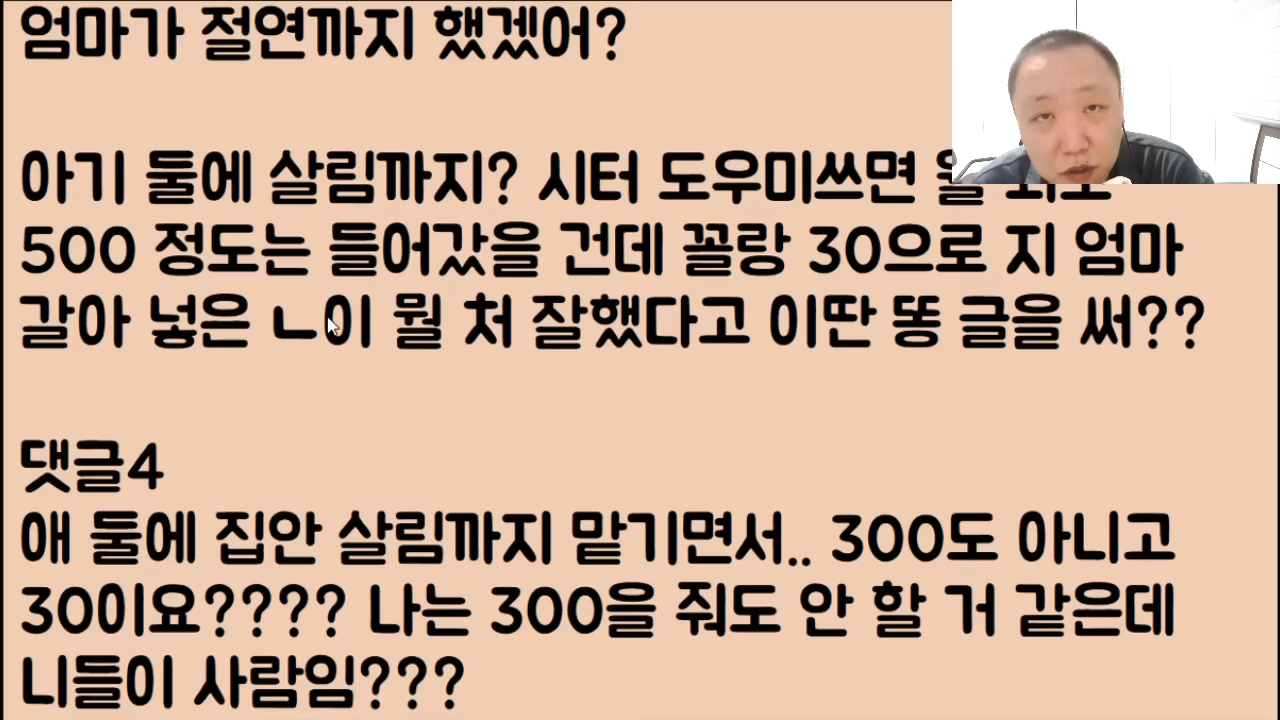 엄마가 절연까지 했겠어?
아기 둘에 살림까지? 시터 도우미쓰면
500 정도는 들어갔을 건데 꼴랑 30으로 지 엄마
갈아 넣은 ㄴ이 뭘 처 잘했다고 이딴 똥 글을 써??
댓글4
애 둘에 집안 살림까지 맡기면서.. 300도 아니고
30이요???? 나는 300을 줘도 안 할 거 같은데
니들이 사람임???